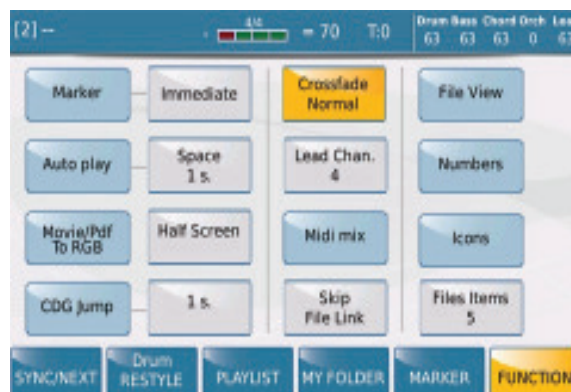 [2] --
4/4
= 70
T:0
Drum Bass Chord Orch
63 63 63 0 63
Marker
Immediate
Crossfade
Normal
File View
Auto play
Space
1 s.
Lead Chan.
4
Numbers
Movie/Pdf
To RGB
Half Screen
Midi mix
Icons
CDG Jump
1 s.
Skip
File Link
Files Items
5
SYNC/NEXT
Drum
RESTYLE
PLAYLIST
MY FOLDER
MARKER
FUNCTION